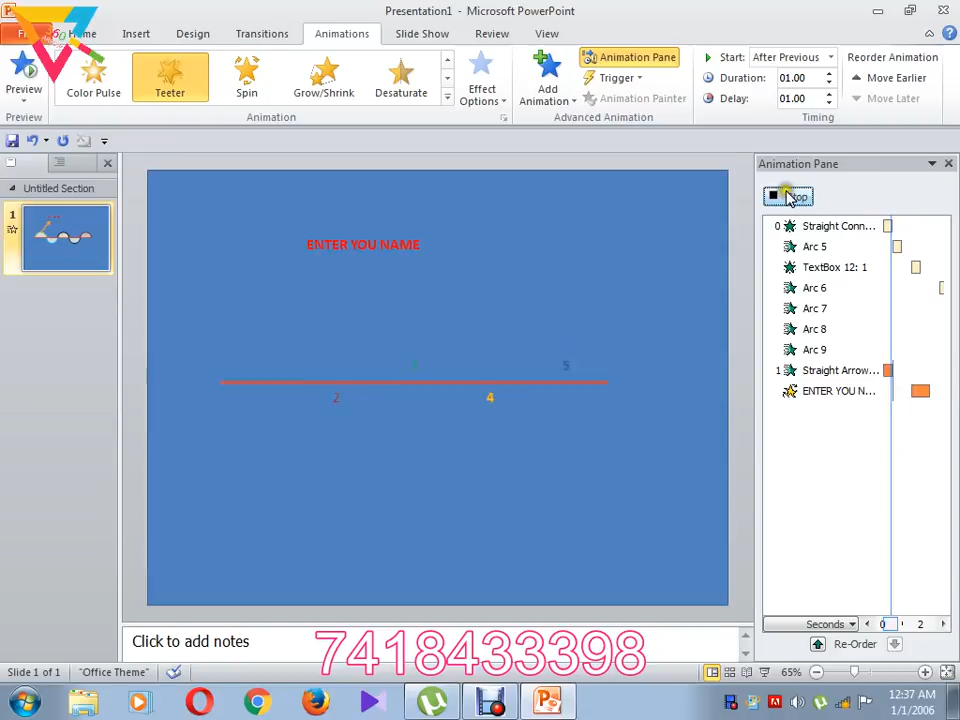 Presentation1 - Microsoft PowerPoint
Insert
Design
Transitions
Animations
Slide Show
Review
View
Preview
Color Pulse
Teeter
Spin
Grow/Shrink
Desaturate
Effect Options
Add Animation
Animation Pane
Trigger
Animation Painter
Start: After Previous
Duration: 01.00
Delay: 01.00
Reorder Animation
Move Earlier
Move Later
Preview
Animation
Advanced Animation
Timing
Untitled Section
1
ENTER YOU NAME
5
2
4
Animation Pane
0 Straight Conn...
Arc 5
TextBox 12: 1
Arc 6
Arc 7
Arc 8
Arc 9
1 Straight Arrow...
ENTER YOU N...
Seconds
0
2
Re-Order
Click to add notes
7418433398
Slide 1 of 1
"Office Theme"
65%
12:37 AM
1/1/2006